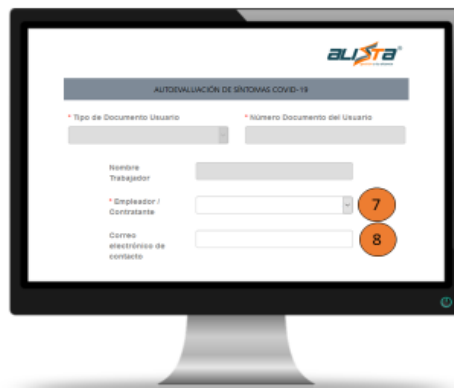 ALISTA®
AUTOEVALUACIÓN DE SÍNTOMAS COVID-19
* Tipo de Documento Usuario
* Número Documento del Usuario
Nombre
Trabajador
* Empleador /
Contratante
7
Correo
electrónico de
contacto
8